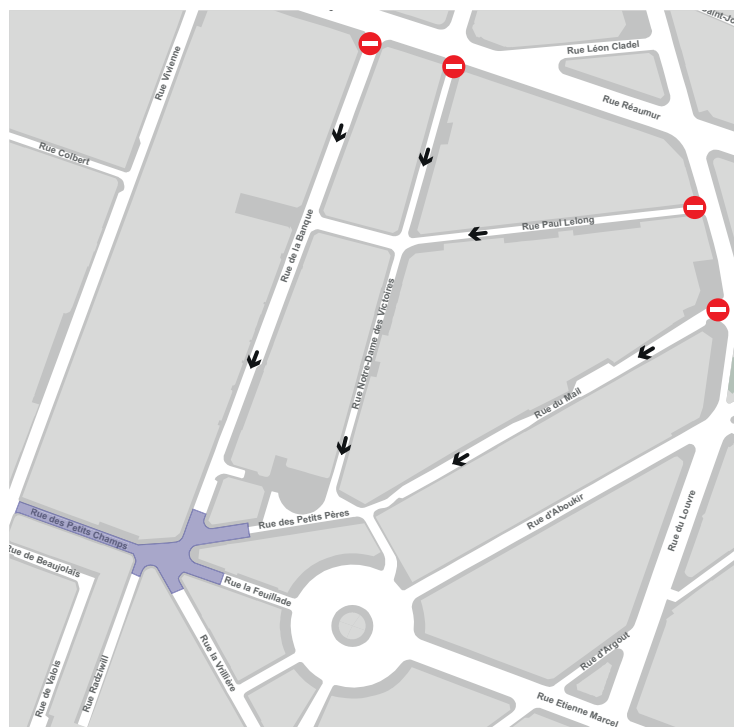 Saint-Jo
Rue Vivienne
Rue Léon Cladel
Rue Réaumur
Rue Colbert
Rue Paul Lelong
Rue de la Banque
Rue Notre-Dame des Victoires
Rue du Mail
Rue des Petits Champs
Rue des Petits Pères
Rue d'Aboukir
Rue du Louvre
Rue de Beaujolais
Rue la Feuillade
Rue la Vrillière
Rue de Valois
Rue Radziwill
Rue d'Argout
Rue Etienne Marcel